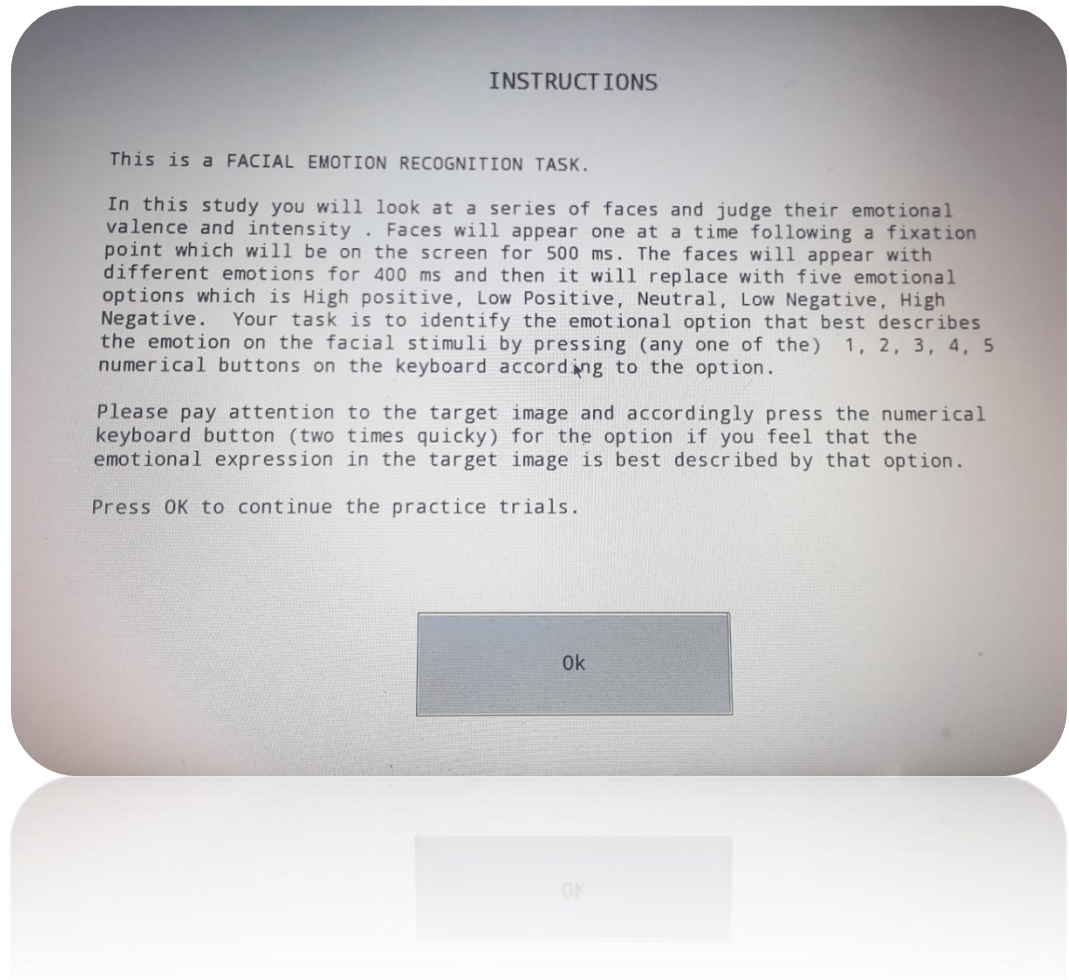 INSTRUCTIONS
This is a FACIAL EMOTION RECOGNITION TASK.
In this study you will look at a series of faces and judge their emotional
valence and intensity . Faces will appear one at a time following a fixation
point which will be on the screen for 500 ms. The faces will appear with
different emotions for 400 ms and then it will replace with five emotional
options which is High positive, Low Positive, Neutral, Low Negative, High
Negative.  Your task is to identify the emotional option that best describes
the emotion on the facial stimuli by pressing (any one of the)  1, 2, 3, 4, 5
numerical buttons on the keyboard according to the option.
Please pay attention to the target image and accordingly press the numerical
keyboard button (two times quicky) for the option if you feel that the
emotional expression in the target image is best described by that option.
Press OK to continue the practice trials.
Ok